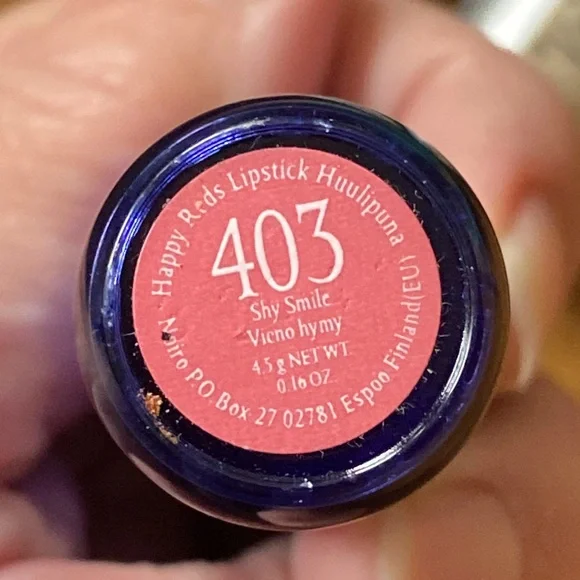 Happy Reds Lipstick Huulipuna
403
Shy Smile
Vieno hymy
4.5 g NET WT.
0.16 OZ.
PO Box 27 02781 Espoo Finland(EU)